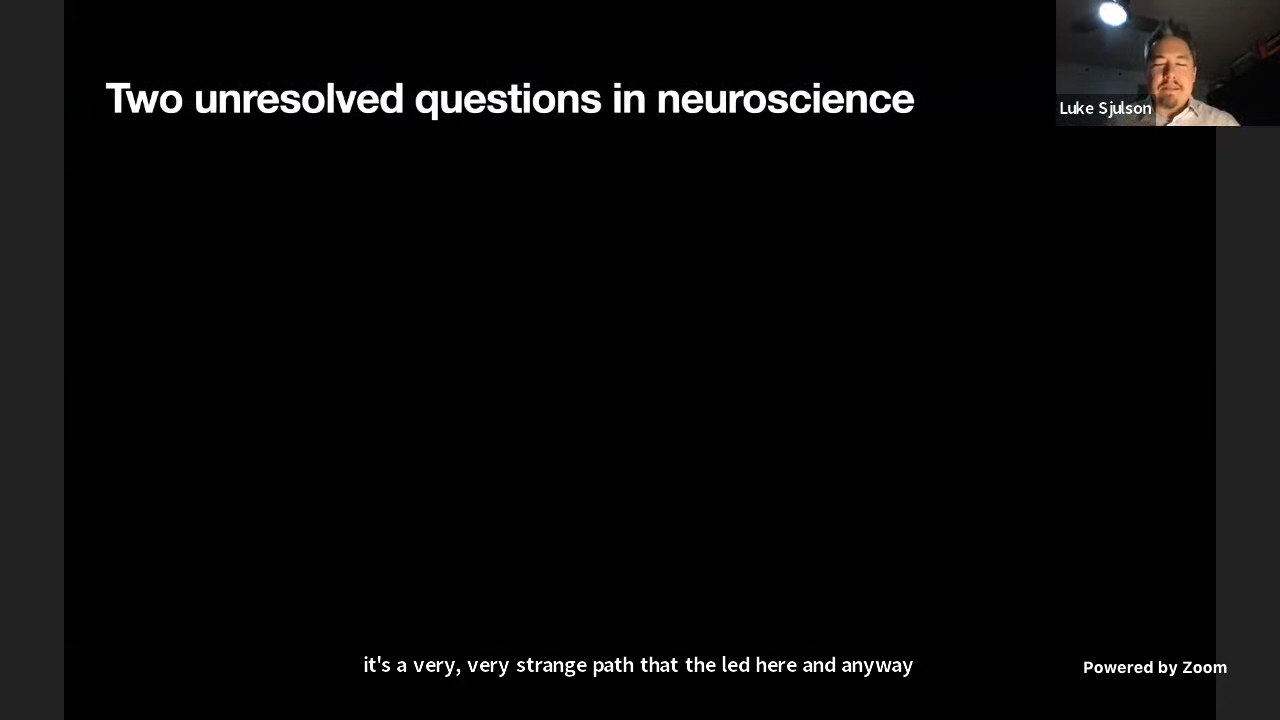 Two unresolved questions in neuroscience
Luke Sjulson
it's a very, very strange path that the led here and anyway
Powered by Zoom